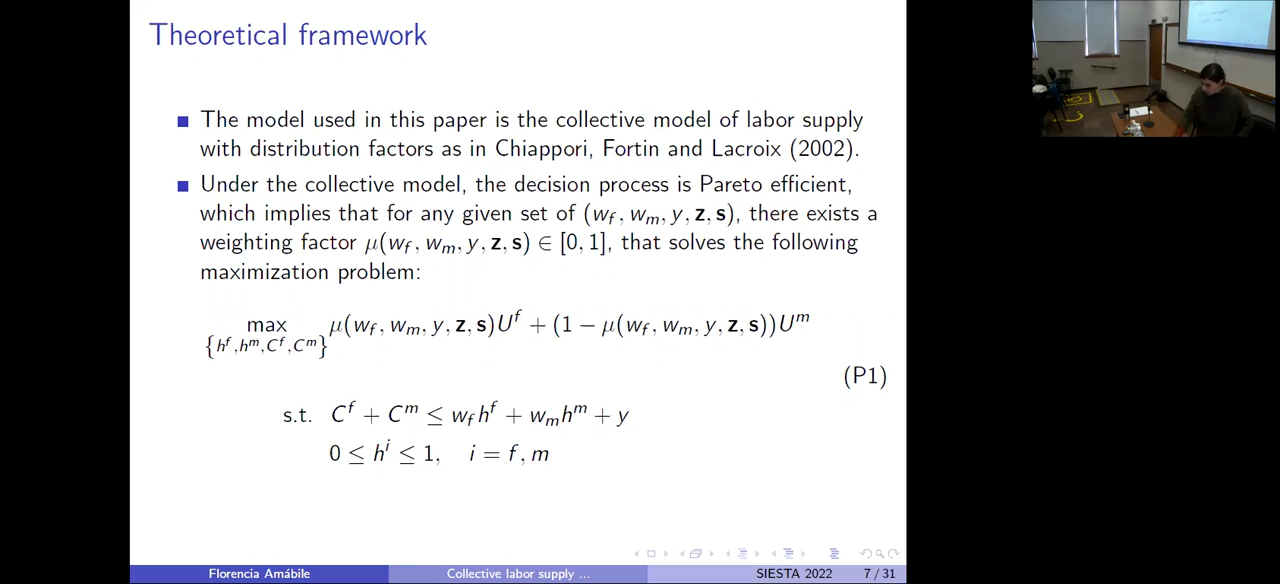 Theoretical framework
The model used in this paper is the collective model of labor supply
with distribution factors as in Chiappori, Fortin and Lacroix (2002).
Under the collective model, the decision process is Pareto efficient,
which implies that for any given set of (w_f, w_m, y, z, s), there exists a
weighting factor μ(w_f, w_m, y, z, s) ∈ [0, 1], that solves the following
maximization problem:
max μ(w_f, w_m, y, z, s)U^f + (1 − μ(w_f, w_m, y, z, s))U^m
{h^f, h^m, C^f, C^m}
(P1)
s.t. C^f + C^m ≤ w_f h^f + w_m h^m + y
0 ≤ h^i ≤ 1, i = f, m
Florencia Amábile Collective labor supply ... SIESTA 2022 7 / 31